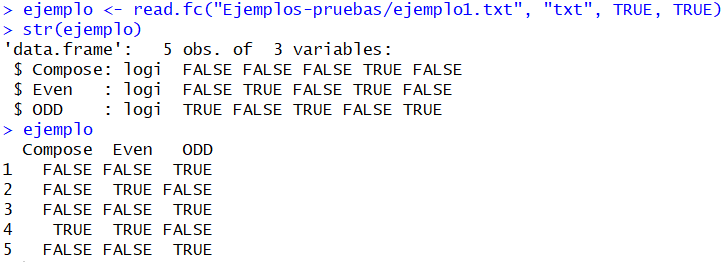 > ejemplo <- read.fc("Ejemplos-pruebas/ejemplo1.txt", "txt", TRUE, TRUE)
> str(ejemplo)
'data.frame':   5 obs. of  3 variables:
 $ Compose: logi  FALSE FALSE FALSE TRUE FALSE
 $ Even   : logi  FALSE TRUE FALSE TRUE FALSE
 $ ODD    : logi  TRUE FALSE TRUE FALSE TRUE
> ejemplo
  Compose  Even   ODD
1   FALSE FALSE  TRUE
2   FALSE  TRUE FALSE
3   FALSE FALSE  TRUE
4    TRUE  TRUE FALSE
5   FALSE FALSE  TRUE